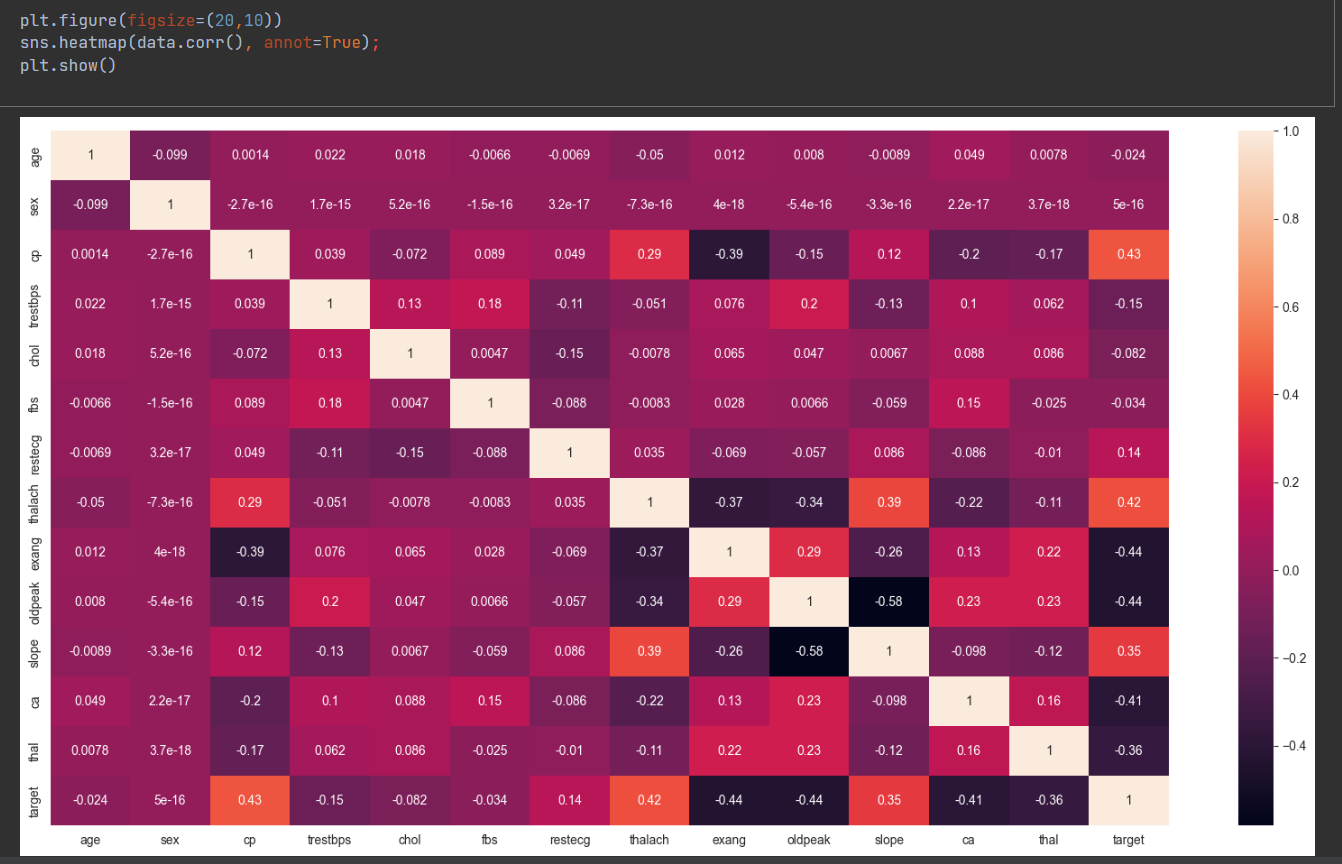 plt.figure(figsize=(20,10))
sns.heatmap(data.corr(), annot=True);
plt.show()
age 1 -0.099 0.0014 0.022 0.018 -0.0066 -0.0069 -0.05 0.012 0.008 -0.0089 0.049 0.0078 -0.024
sex -0.099 1 -2.7e-16 1.7e-15 5.2e-16 -1.5e-16 3.2e-17 -7.3e-16 4e-18 -5.4e-16 -3.3e-16 2.2e-17 3.7e-18 5e-16
cp 0.0014 -2.7e-16 1 0.039 -0.072 0.089 0.049 0.29 -0.39 -0.15 0.12 -0.2 -0.17 0.43
trestbps 0.022 1.7e-15 0.039 1 0.13 0.18 -0.11 -0.051 0.076 0.2 -0.13 0.1 0.062 -0.15
chol 0.018 5.2e-16 -0.072 0.13 1 0.0047 -0.15 -0.0078 0.065 0.047 0.0067 0.088 0.086 -0.082
fbs -0.0066 -1.5e-16 0.089 0.18 0.0047 1 -0.088 -0.0083 0.028 0.0066 -0.059 0.15 -0.025 -0.034
restecg -0.0069 3.2e-17 0.049 -0.11 -0.15 -0.088 1 0.035 -0.069 -0.057 0.086 -0.086 -0.01 0.14
thalach -0.05 -7.3e-16 0.29 -0.051 -0.0078 -0.0083 0.035 1 -0.37 -0.34 0.39 -0.22 -0.11 0.42
exang 0.012 4e-18 -0.39 0.076 0.065 0.028 -0.069 -0.37 1 0.29 -0.26 0.13 0.22 -0.44
oldpeak 0.008 -5.4e-16 -0.15 0.2 0.047 0.0066 -0.057 -0.34 0.29 1 -0.58 0.23 0.23 -0.44
slope -0.0089 -3.3e-16 0.12 -0.13 0.0067 -0.059 0.086 0.39 -0.26 -0.58 1 -0.098 -0.12 0.35
ca 0.049 2.2e-17 -0.2 0.1 0.088 0.15 -0.086 -0.22 0.13 0.23 -0.098 1 0.16 -0.41
thal 0.0078 3.7e-18 -0.17 0.062 0.086 -0.025 -0.01 -0.11 0.22 0.23 -0.12 0.16 1 -0.36
target -0.024 5e-16 0.43 -0.15 -0.082 -0.034 0.14 0.42 -0.44 -0.44 0.35 -0.41 -0.36 1
age sex cp trestbps chol fbs restecg thalach exang oldpeak slope ca thal target
1.0
0.8
0.6
0.4
0.2
0.0
−0.2
−0.4